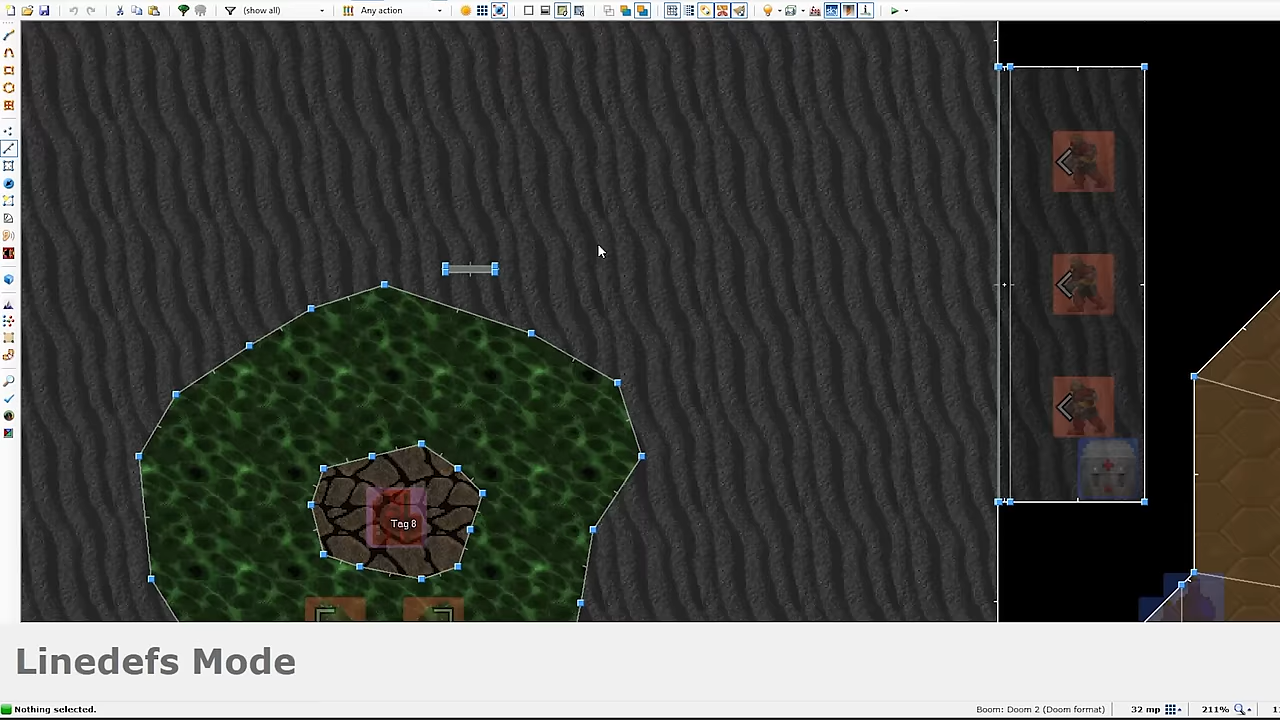 (show all)
Any action
Tag 8
Linedefs Mode
Nothing selected.
Boom: Doom 2 (Doom format)
32 mp
211%